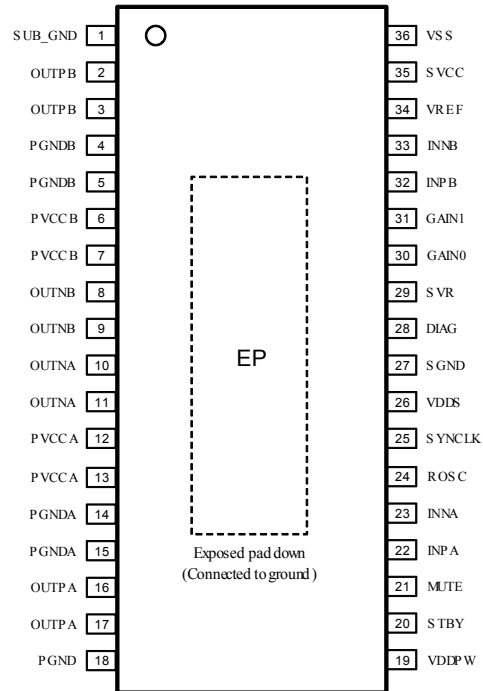 SUB_GND 1 36 VSS
OUTPB 2 35 SVCC
OUTPB 3 34 VREF
PGNDB 4 33 INNB
PGNDB 5 32 INPB
PVCCB 6 31 GAIN1
PVCCB 7 30 GAIN0
OUTNB 8 29 SVR
OUTNB 9 28 DIAG
OUTNA 10 EP 27 SGND
OUTNA 11 26 VDDS
PVCCA 12 25 SYNCLK
PVCCA 13 24 ROSC
PGNDA 14 23 INNA
PGNDA 15 22 INPA
Exposed pad down
(Connected to ground)
OUTPA 16 21 MUTE
OUTPA 17 20 STBY
PGND 18 19 VDDPW